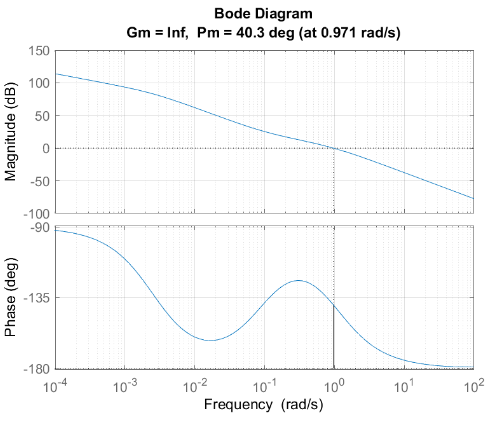 Bode Diagram
Gm = Inf,  Pm = 40.3 deg (at 0.971 rad/s)
Magnitude (dB)
150
100
50
0
-50
-100
Phase (deg)
-90
-135
-180
10^-4 10^-3 10^-2 10^-1 10^0 10^1 10^2
Frequency  (rad/s)